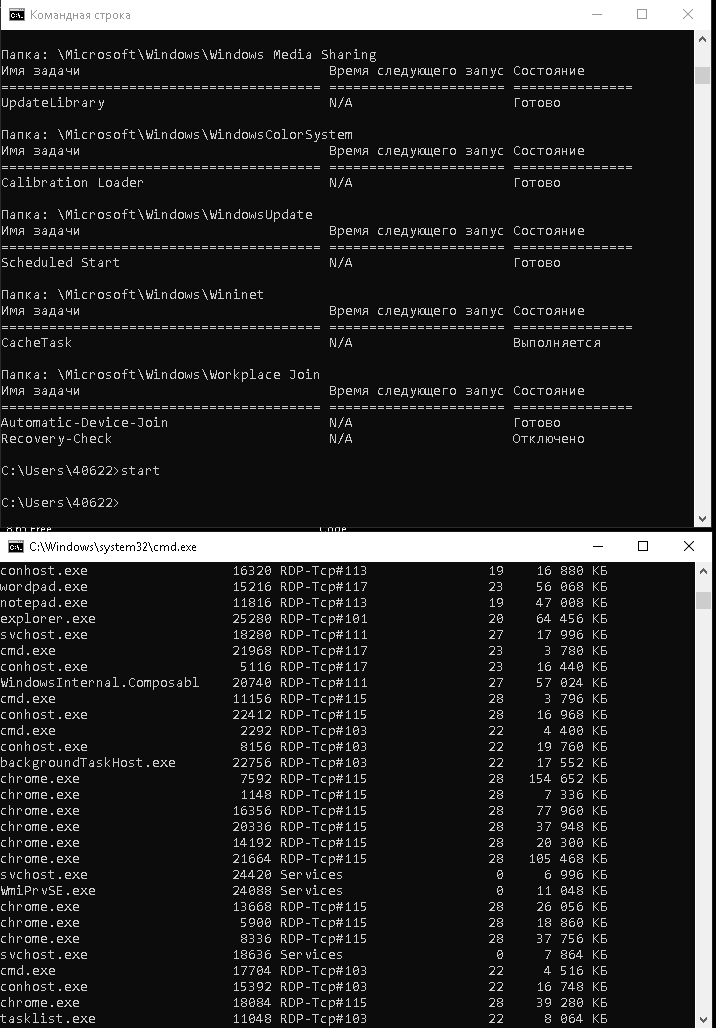 Командная строка
Папка: \Microsoft\Windows\Windows Media Sharing
Имя задачи Время следующего запус Состояние
======================================== ====================== ===============
UpdateLibrary N/A Готово
Папка: \Microsoft\Windows\WindowsColorSystem
Имя задачи Время следующего запус Состояние
======================================== ====================== ===============
Calibration Loader N/A Готово
Папка: \Microsoft\Windows\WindowsUpdate
Имя задачи Время следующего запус Состояние
======================================== ====================== ===============
Scheduled Start N/A Готово
Папка: \Microsoft\Windows\Wininet
Имя задачи Время следующего запус Состояние
======================================== ====================== ===============
CacheTask N/A Выполняется
Папка: \Microsoft\Windows\Workplace Join
Имя задачи Время следующего запус Состояние
======================================== ====================== ===============
Automatic-Device-Join N/A Готово
Recovery-Check N/A Отключено
C:\Users\40622>start
C:\Users\40622>
C:\Windows\system32\cmd.exe
conhost.exe 16320 RDP-Tcp#113 19 16 880 КБ
wordpad.exe 15216 RDP-Tcp#117 23 56 068 КБ
notepad.exe 11816 RDP-Tcp#113 19 47 008 КБ
explorer.exe 25280 RDP-Tcp#101 20 64 456 КБ
svchost.exe 18280 RDP-Tcp#111 27 17 996 КБ
cmd.exe 21968 RDP-Tcp#117 23 3 780 КБ
conhost.exe 5116 RDP-Tcp#117 23 16 440 КБ
WindowsInternal.Composabl 20740 RDP-Tcp#111 27 57 024 КБ
cmd.exe 11156 RDP-Tcp#115 28 3 796 КБ
conhost.exe 22412 RDP-Tcp#115 28 16 968 КБ
cmd.exe 2292 RDP-Tcp#103 22 4 400 КБ
conhost.exe 8156 RDP-Tcp#103 22 19 760 КБ
backgroundTaskHost.exe 22756 RDP-Tcp#103 22 17 552 КБ
chrome.exe 7592 RDP-Tcp#115 28 154 652 КБ
chrome.exe 1148 RDP-Tcp#115 28 7 336 КБ
chrome.exe 16356 RDP-Tcp#115 28 77 960 КБ
chrome.exe 20336 RDP-Tcp#115 28 37 948 КБ
chrome.exe 14192 RDP-Tcp#115 28 20 300 КБ
chrome.exe 21664 RDP-Tcp#115 28 105 468 КБ
svchost.exe 24420 Services 0 6 996 КБ
WmiPrvSE.exe 24088 Services 0 11 048 КБ
chrome.exe 13668 RDP-Tcp#115 28 26 056 КБ
chrome.exe 5900 RDP-Tcp#115 28 18 860 КБ
chrome.exe 8336 RDP-Tcp#115 28 37 756 КБ
svchost.exe 18636 Services 0 7 864 КБ
cmd.exe 17704 RDP-Tcp#103 22 4 516 КБ
conhost.exe 15392 RDP-Tcp#103 22 16 748 КБ
chrome.exe 18084 RDP-Tcp#115 28 39 280 КБ
tasklist.exe 11048 RDP-Tcp#103 22 8 064 КБ